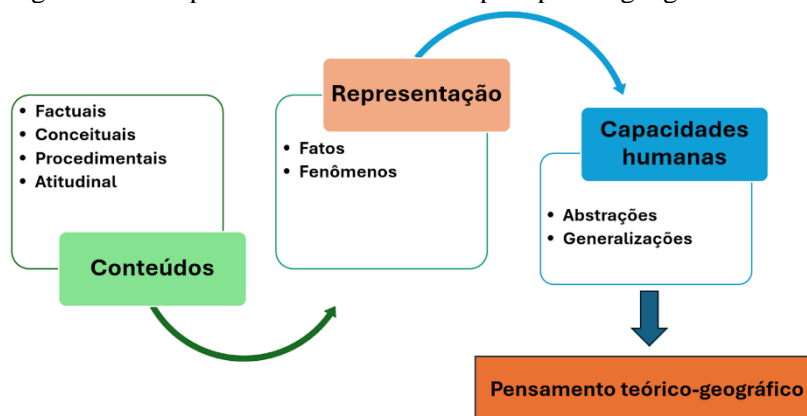 • Factuais
• Conceituais
• Procedimentais
• Atitudinal
Conteúdos
Representação
• Fatos
• Fenômenos
Capacidades
humanas
• Abstrações
• Generalizações
Pensamento teórico-geográfico